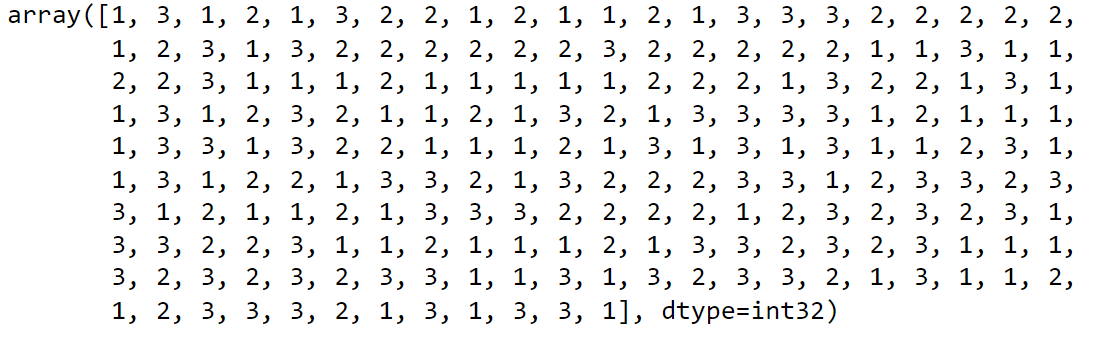 array([1, 3, 1, 2, 1, 3, 2, 2, 1, 2, 1, 1, 2, 1, 3, 3, 3, 2, 2, 2, 2, 2,
1, 2, 3, 1, 3, 2, 2, 2, 2, 2, 2, 3, 2, 2, 2, 2, 2, 1, 1, 3, 1, 1,
2, 2, 3, 1, 1, 1, 2, 1, 1, 1, 1, 1, 2, 2, 2, 1, 3, 2, 2, 1, 3, 1,
1, 3, 1, 2, 3, 2, 1, 1, 2, 1, 3, 2, 1, 3, 3, 3, 3, 1, 2, 1, 1, 1,
1, 3, 3, 1, 3, 2, 2, 1, 1, 1, 2, 1, 3, 1, 3, 1, 3, 1, 1, 2, 3, 1,
1, 3, 1, 2, 2, 1, 3, 3, 2, 1, 3, 2, 2, 2, 3, 3, 1, 2, 3, 3, 2, 3,
3, 1, 2, 1, 1, 2, 1, 3, 3, 3, 2, 2, 2, 2, 1, 2, 3, 2, 3, 2, 3, 1,
3, 3, 2, 2, 3, 1, 1, 2, 1, 1, 1, 2, 1, 3, 3, 2, 3, 2, 3, 1, 1, 1,
3, 2, 3, 2, 3, 2, 3, 3, 1, 1, 3, 1, 3, 2, 3, 3, 2, 1, 3, 1, 1, 2,
1, 2, 3, 3, 3, 2, 1, 3, 1, 3, 3, 1], dtype=int32)